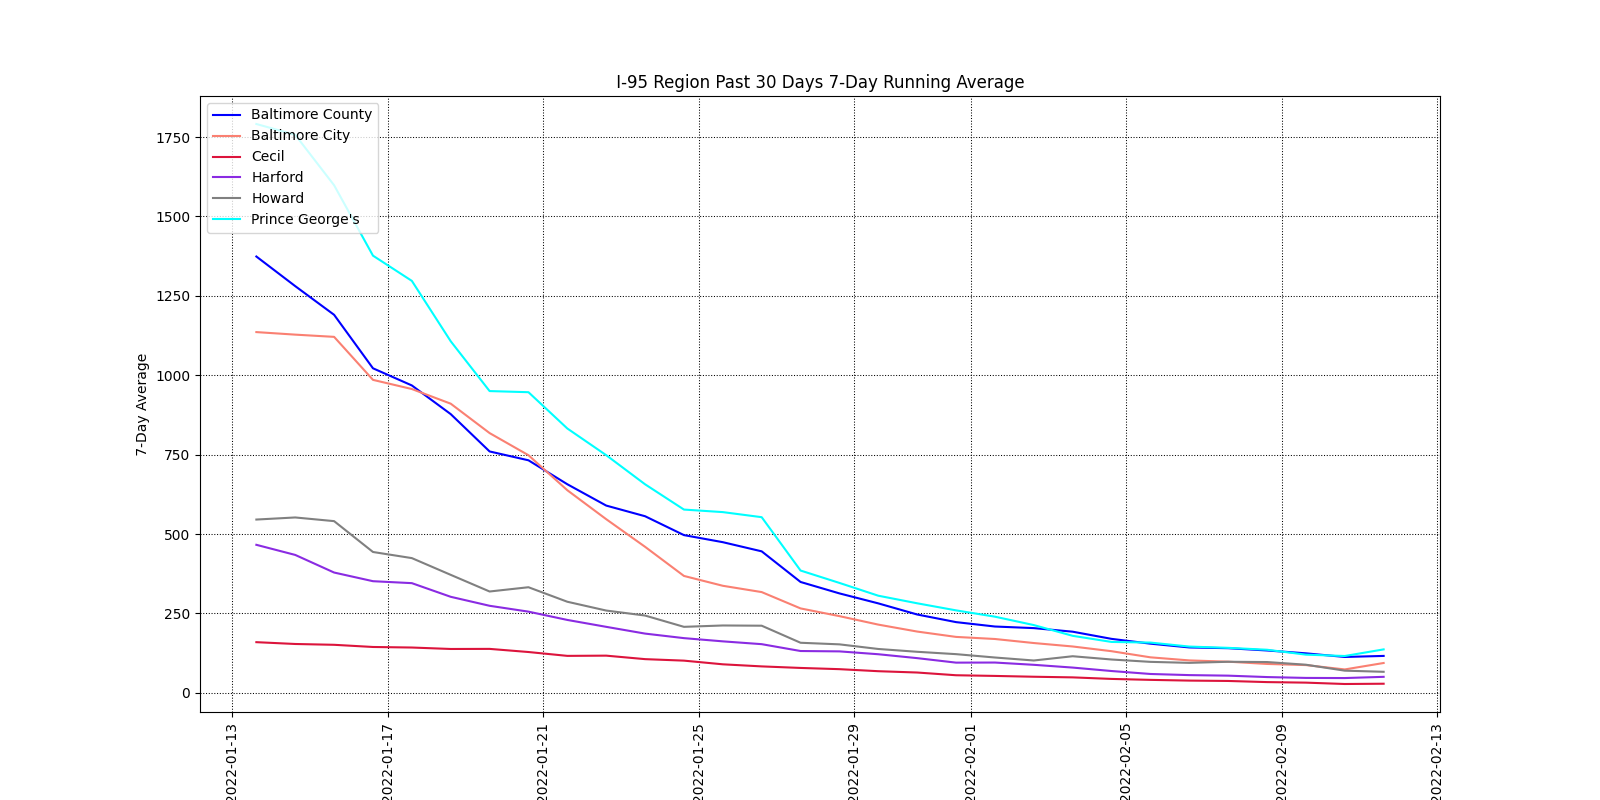 I-95 Region Past 30 Days 7-Day Running Average
Baltimore County
Baltimore City
Cecil
Harford
Howard
Prince George's
7-Day Average
1750
1500
1250
1000
750
500
250
0
2022-01-13
2022-01-17
2022-01-21
2022-01-25
2022-01-29
2022-02-01
2022-02-05
2022-02-09
2022-02-13